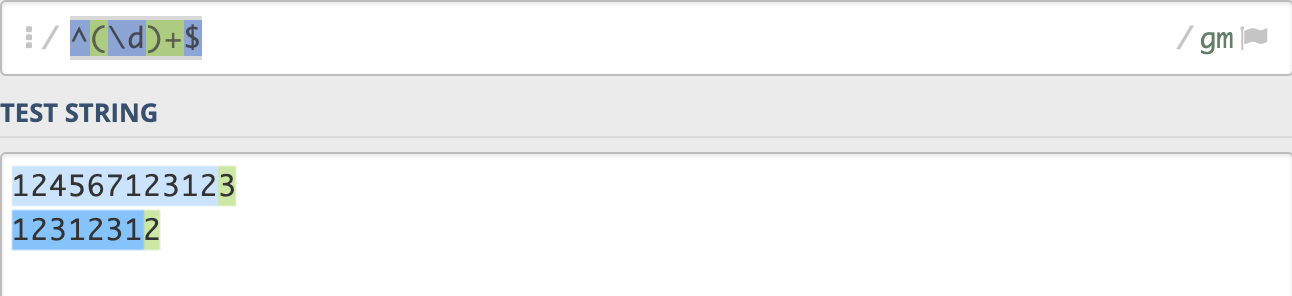 / ^(\d)+$ / gm
TEST STRING
124567123123
12312312